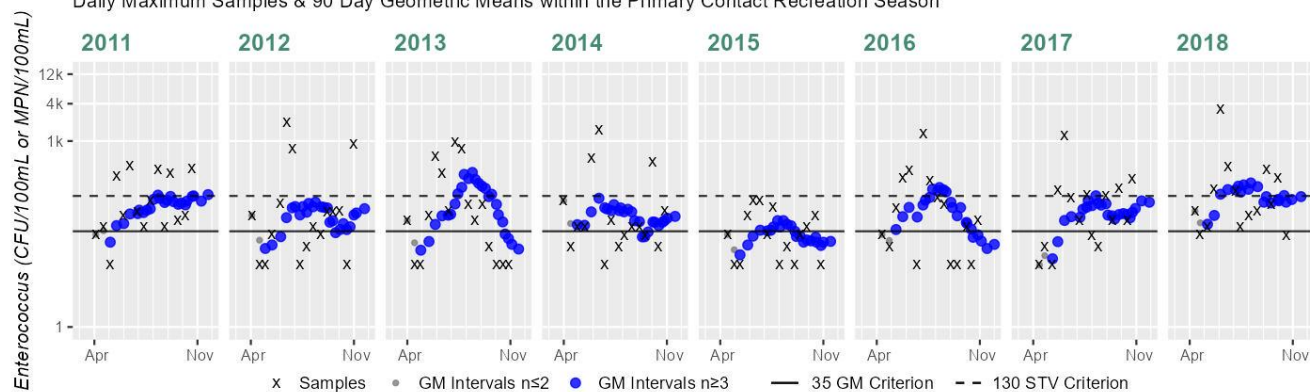 Daily Maximum Samples & 90 Day Geometric Means within the Primary Contact Recreation Season
Enterococcus (CFU/100mL or MPN/100mL)
2011 2012 2013 2014 2015 2016 2017 2018
12k
4k
1k
1
Apr Nov Apr Nov Apr Nov Apr Nov Apr Nov Apr Nov Apr Nov Apr Nov
x Samples GM Intervals n≤2 GM Intervals n≥3 35 GM Criterion 130 STV Criterion